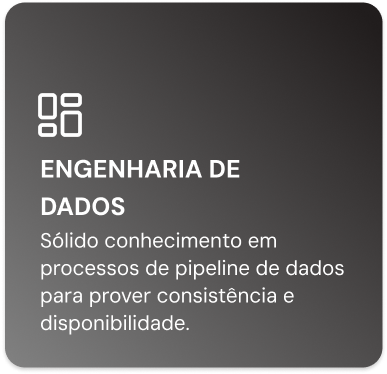 ENGENHARIA DE
DADOS
Sólido conhecimento em
processos de pipeline de dados
para prover consistência e
disponibilidade.